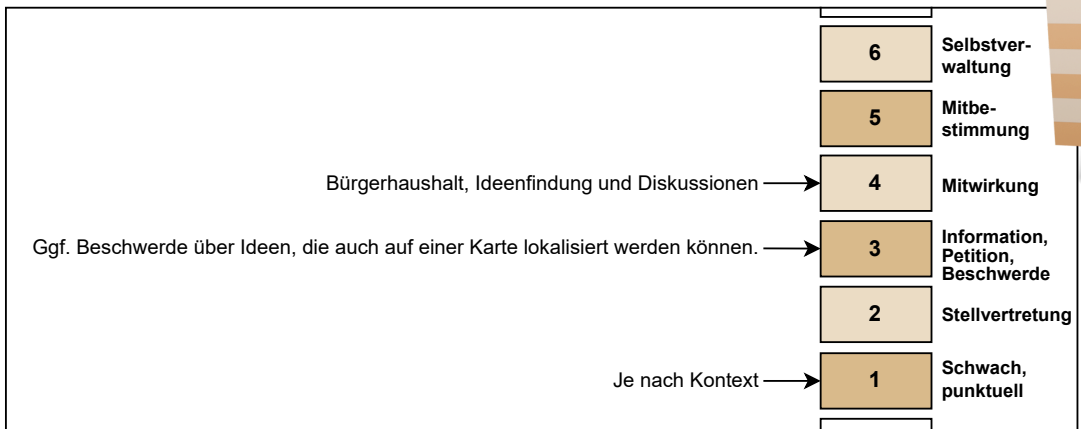 6
Selbstver-
waltung
5
Mitbe-
stimmung
Bürgerhaushalt, Ideenfindung und Diskussionen
4
Mitwirkung
Ggf. Beschwerde über Ideen, die auch auf einer Karte lokalisiert werden können.
3
Information,
Petition,
Beschwerde
2
Stellvertretung
Je nach Kontext
1
Schwach,
punktuell